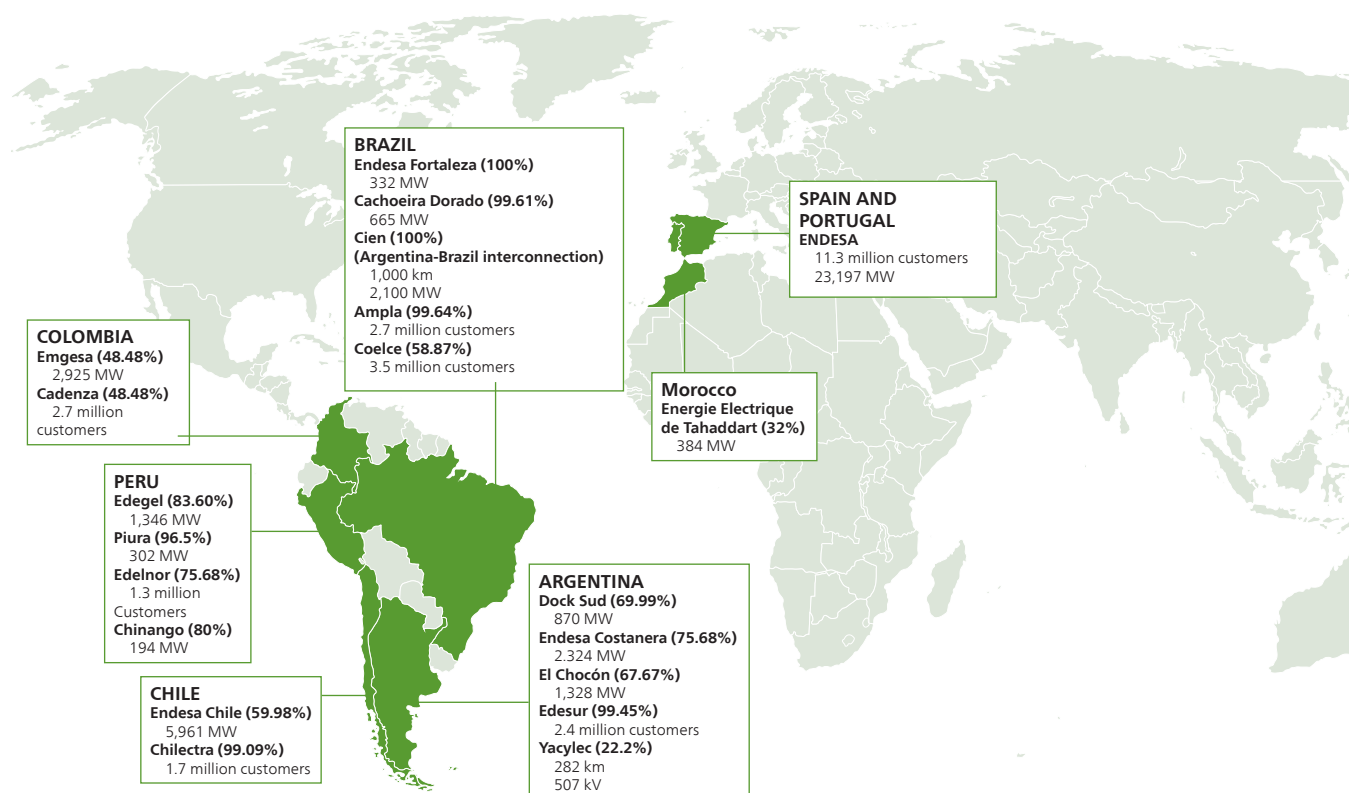 BRAZIL
Endesa Fortaleza (100%)
332 MW
Cachoeira Dorado (99.61%)
665 MW
Cien (100%)
(Argentina-Brazil interconnection)
1,000 km
2,100 MW
Ampla (99.64%)
2.7 million customers
Coelce (58.87%)
3.5 million customers
SPAIN AND
PORTUGAL
ENDESA
11.3 million customers
23,197 MW
COLOMBIA
Emgesa (48.48%)
2,925 MW
Cadenza (48.48%)
2.7 million
customers
Morocco
Energie Electrique
de Tahaddart (32%)
384 MW
PERU
Edegel (83.60%)
1,346 MW
Piura (96.5%)
302 MW
Edelnor (75.68%)
1.3 million
Customers
Chinango (80%)
194 MW
ARGENTINA
Dock Sud (69.99%)
870 MW
Endesa Costanera (75.68%)
2.324 MW
El Chocón (67.67%)
1,328 MW
Edesur (99.45%)
2.4 million customers
Yacylec (22.2%)
282 km
507 kV
CHILE
Endesa Chile (59.98%)
5,961 MW
Chilectra (99.09%)
1.7 million customers